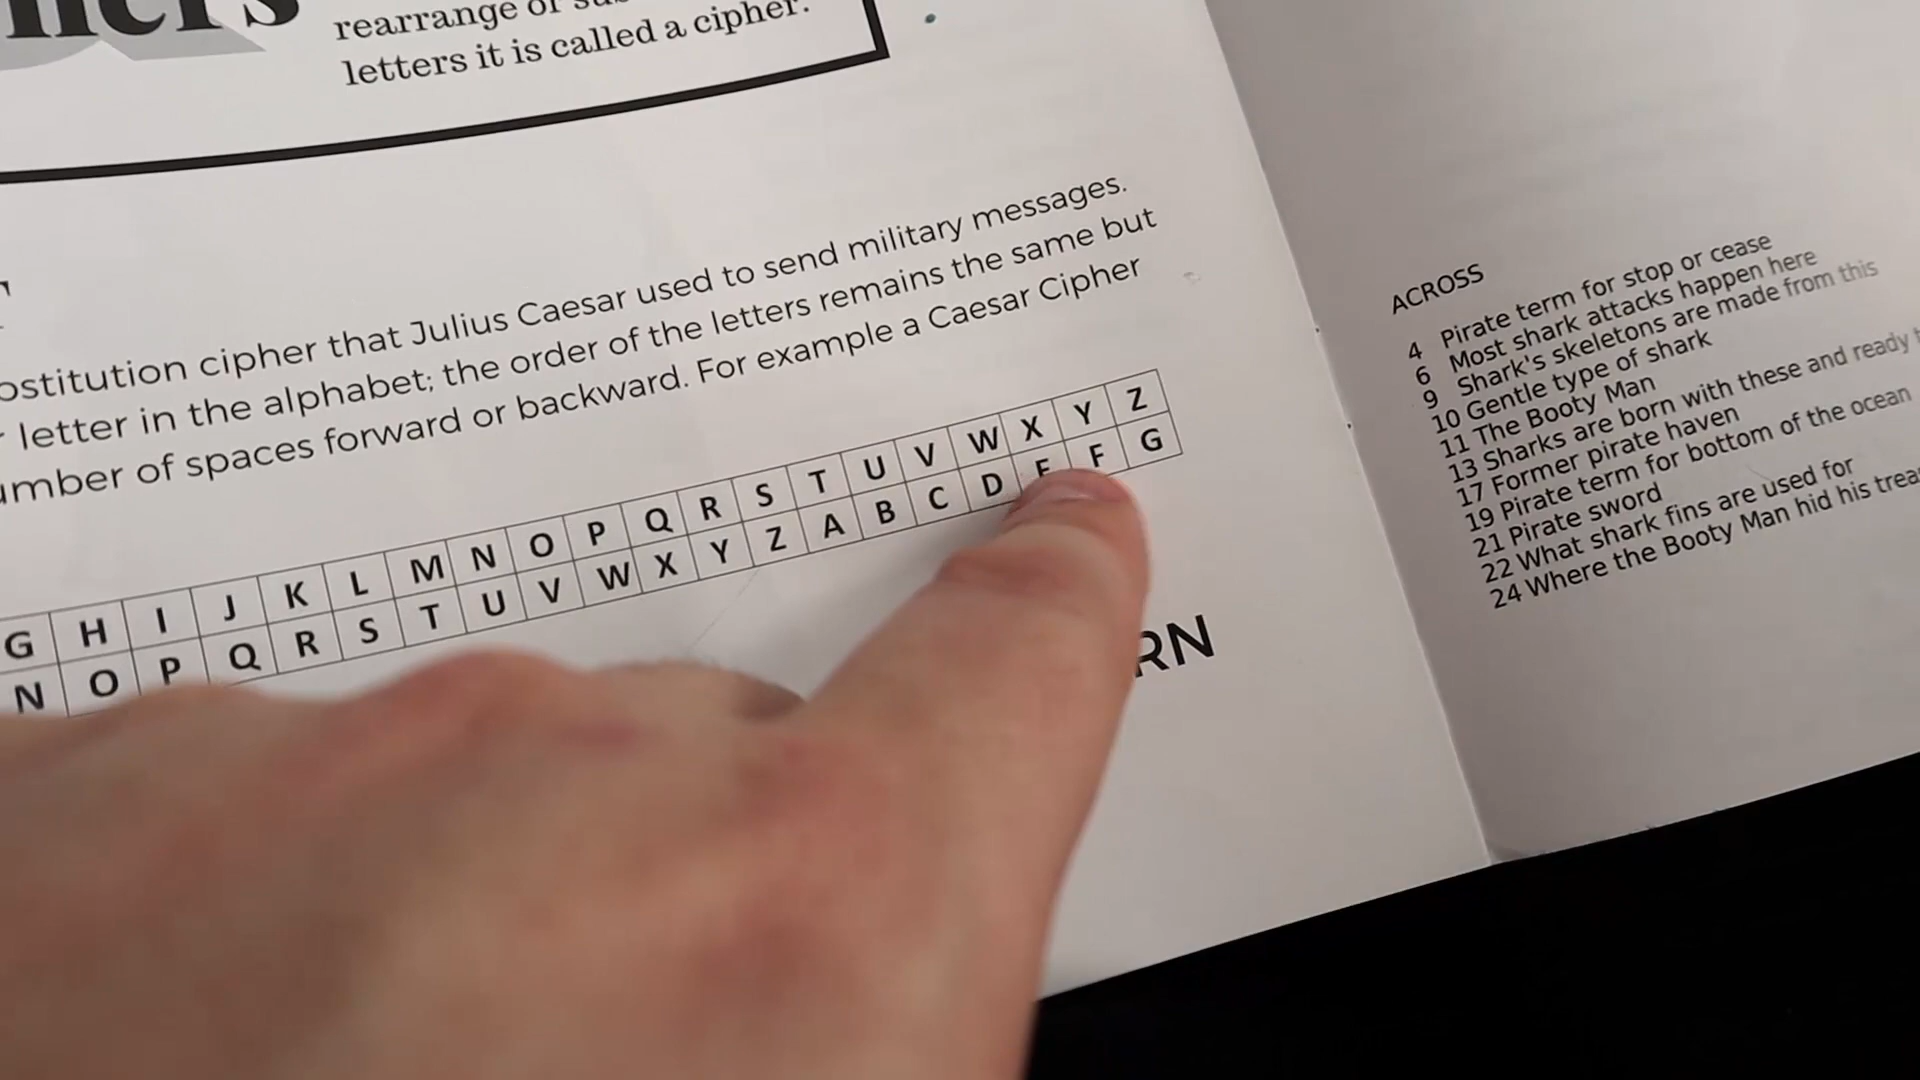 rearrange or
letters it is called a cipher.
stitution cipher that Julius Caesar used to send military messages.
letter in the alphabet; the order of the letters remains the same but
number of spaces forward or backward. For example a Caesar Cipher
G H I J K L M N O P Q R S T U V W X Y Z
N O P Q R S T U V W X Y Z A B C D E F G
RN
ACROSS
4 Pirate term for stop or cease
6 Most shark attacks happen here
9 Shark's skeletons are made from this
10 Gentle type of shark
11 The Booty Man
13 Sharks are born with these and ready
17 Former pirate haven
19 Pirate term for bottom of the ocean
21 Pirate sword
22 What shark fins are used for
24 Where the Booty Man hid his